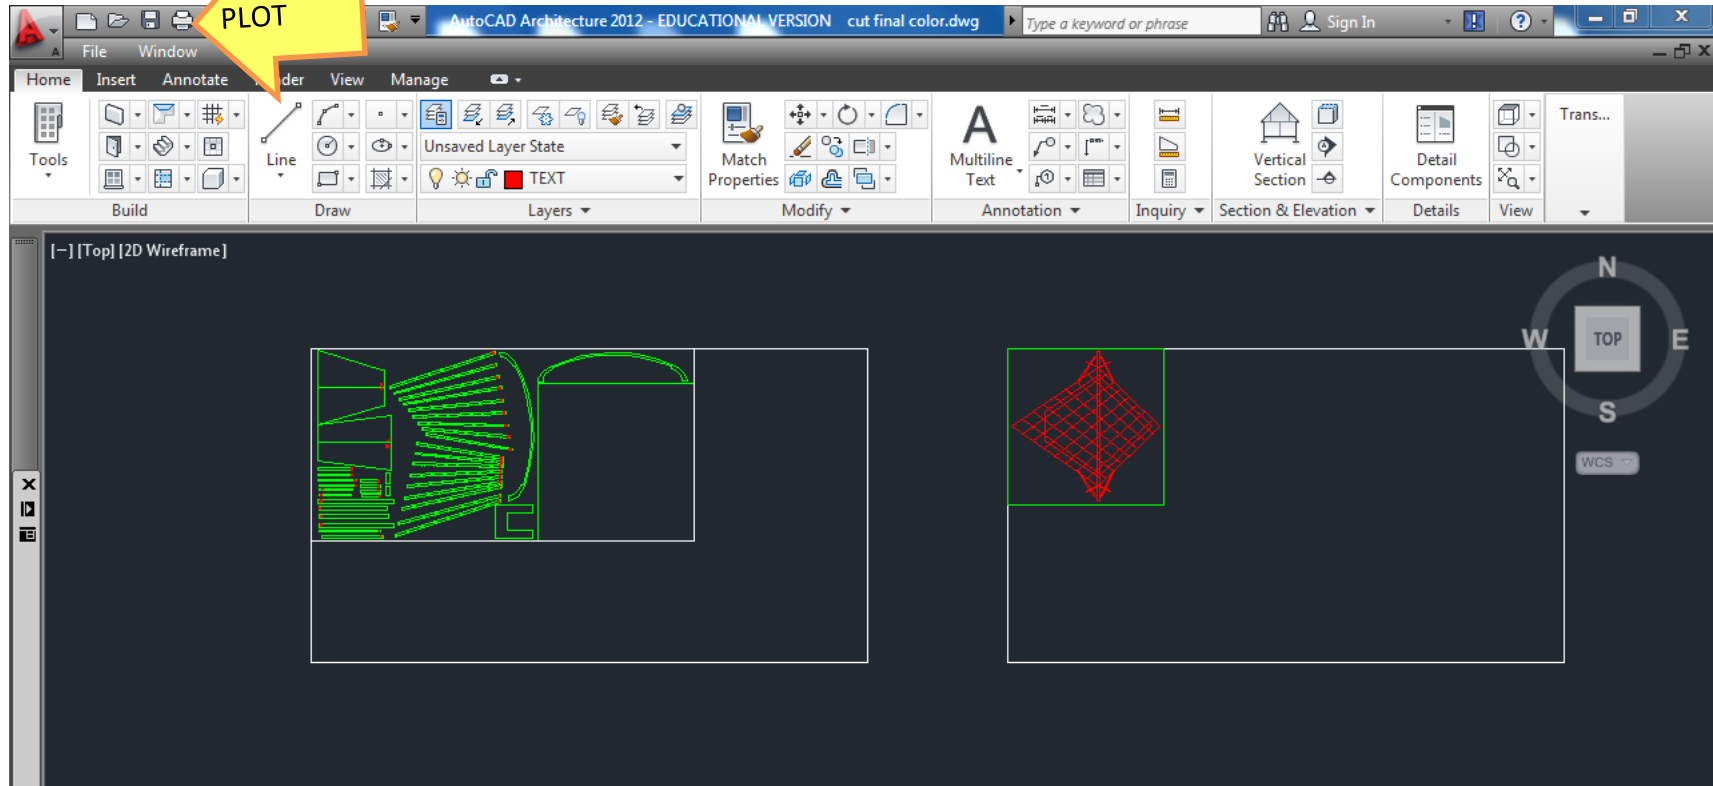 PLOT
AutoCAD Architecture 2012 - EDUCATIONAL VERSION cut final color.dwg
Type a keyword or phrase
Sign In
File Window
Home Insert Annotate View Manage
Tools
Line
Unsaved Layer State
TEXT
Match
Properties
A
Multiline
Text
Vertical
Section
Detail
Components
Trans...
Build Draw Layers Modify Annotation Inquiry Section & Elevation Details View
[−] [Top] [2D Wireframe]
N
W TOP E
S
WCS